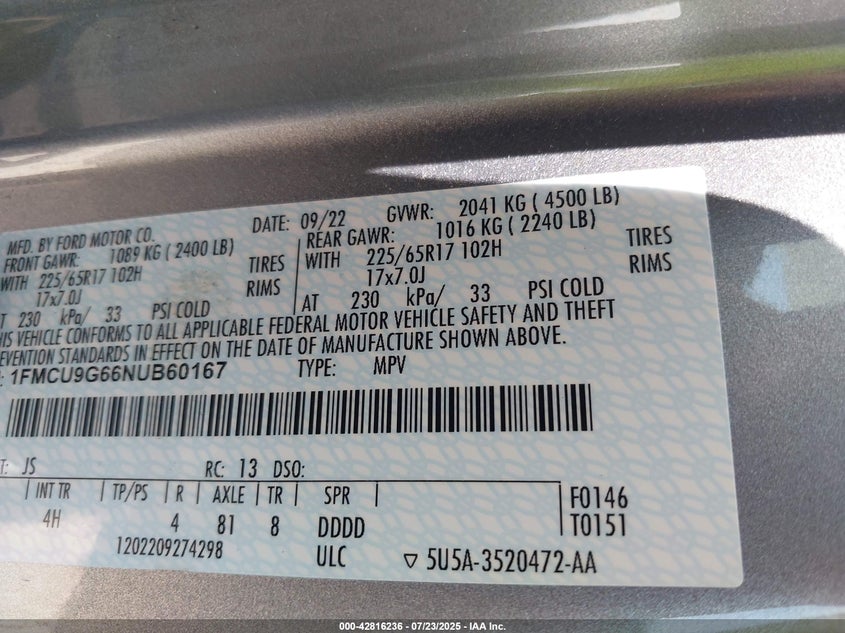 MFD. BY FORD MOTOR CO. DATE: 09/22 GVWR: 2041 KG ( 4500 LB)
FRONT GAWR: 1089 KG ( 2400 LB) REAR GAWR: 1016 KG ( 2240 LB)
WITH 225/65R17 102H TIRES WITH 225/65R17 102H TIRES
17x7.0J RIMS 17x7.0J RIMS
AT 230 kPa/ 33 PSI COLD AT 230 kPa/ 33 PSI COLD
HIS VEHICLE CONFORMS TO ALL APPLICABLE FEDERAL MOTOR VEHICLE SAFETY AND THEFT
EVENTION STANDARDS IN EFFECT ON THE DATE OF MANUFACTURE SHOWN ABOVE.
: 1FMCU9G66NUB60167 TYPE: MPV
T: JS RC: 13 DSO:
INT TR TP/PS R AXLE TR SPR F0146
4H 4 81 8 DDDD T0151
1202209274298 ULC ▽ 5U5A-3520472-AA
000-42816236 - 07/23/2025 - IAA Inc.